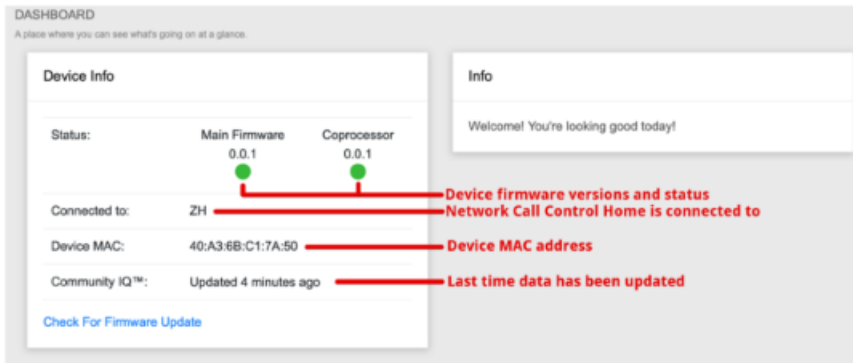 DASHBOARD
A place where you can see what's going on at a glance.
Device Info
Status:
Main Firmware
0.0.1
Coprocessor
0.0.1
Device firmware versions and status
Connected to:
ZH
Network Call Control Home is connected to
Device MAC:
40:A3:6B:C1:7A:50
Device MAC address
Community IQ™:
Updated 4 minutes ago
Last time data has been updated
Check For Firmware Update
Info
Welcome! You're looking good today!